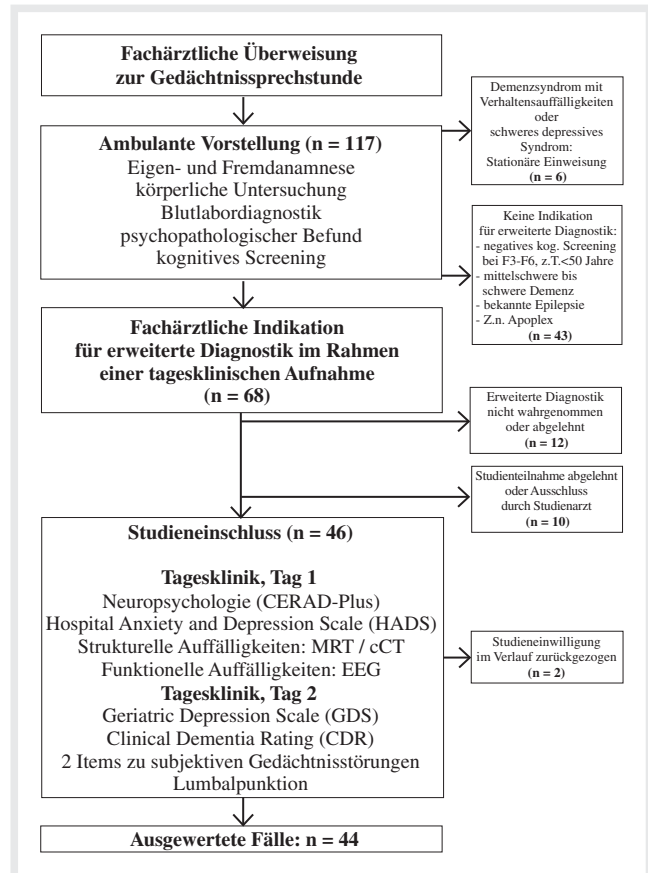 Fachärztliche Überweisung
zur Gedächtnissprechstunde
Demenzsyndrom mit
Verhaltensauffälligkeiten
oder
schweres depressives
Syndrom:
Stationäre Einweisung
(n = 6)
Ambulante Vorstellung (n = 117)
Eigen- und Fremdanamnese
körperliche Untersuchung
Blutlabordiagnostik
psychopathologischer Befund
kognitives Screening
Keine Indikation
für erweiterte Diagnostik:
- negatives kog. Screening
bei F3-F6, z.T.<50 Jahre
- mittelschwere bis
schwere Demenz
- bekannte Epilepsie
- Z.n. Apoplex
(n = 43)
Fachärztliche Indikation
für erweiterte Diagnostik im Rahmen
einer tagesklinischen Aufnahme
(n = 68)
Erweiterte Diagnostik
nicht wahrgenommen
oder abgelehnt
(n = 12)
Studienteilnahme abgelehnt
oder Ausschluss
durch Studienarzt
(n = 10)
Studieneinschluss (n = 46)
Tagesklinik, Tag 1
Neuropsychologie (CERAD-Plus)
Hospital Anxiety and Depression Scale (HADS)
Strukturelle Auffälligkeiten: MRT / cCT
Funktionelle Auffälligkeiten: EEG
Tagesklinik, Tag 2
Geriatric Depression Scale (GDS)
Clinical Dementia Rating (CDR)
2 Items zu subjektiven Gedächtnisstörungen
Lumbalpunktion
Studieneinwilligung
im Verlauf zurückgezogen
(n = 2)
Ausgewertete Fälle: n = 44